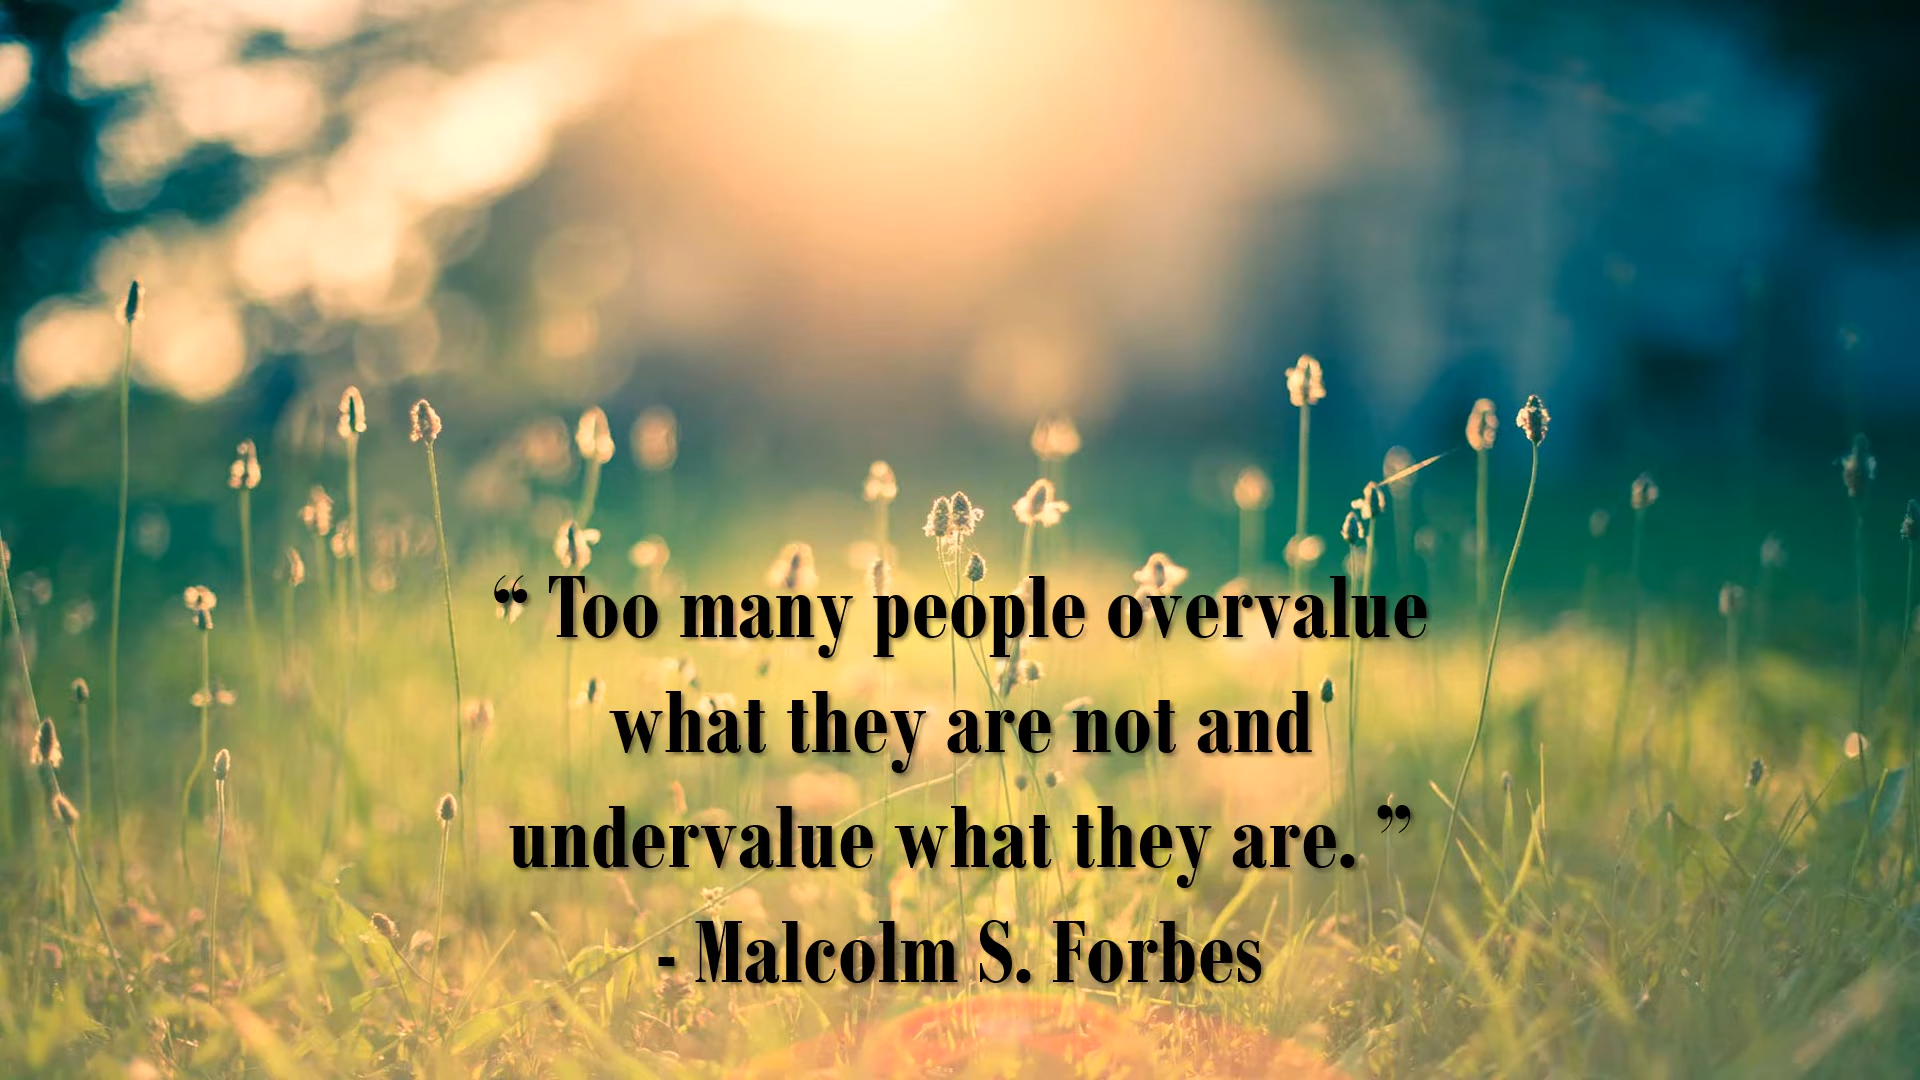 “ Too many people overvalue
what they are not and
undervalue what they are. ”
- Malcolm S. Forbes